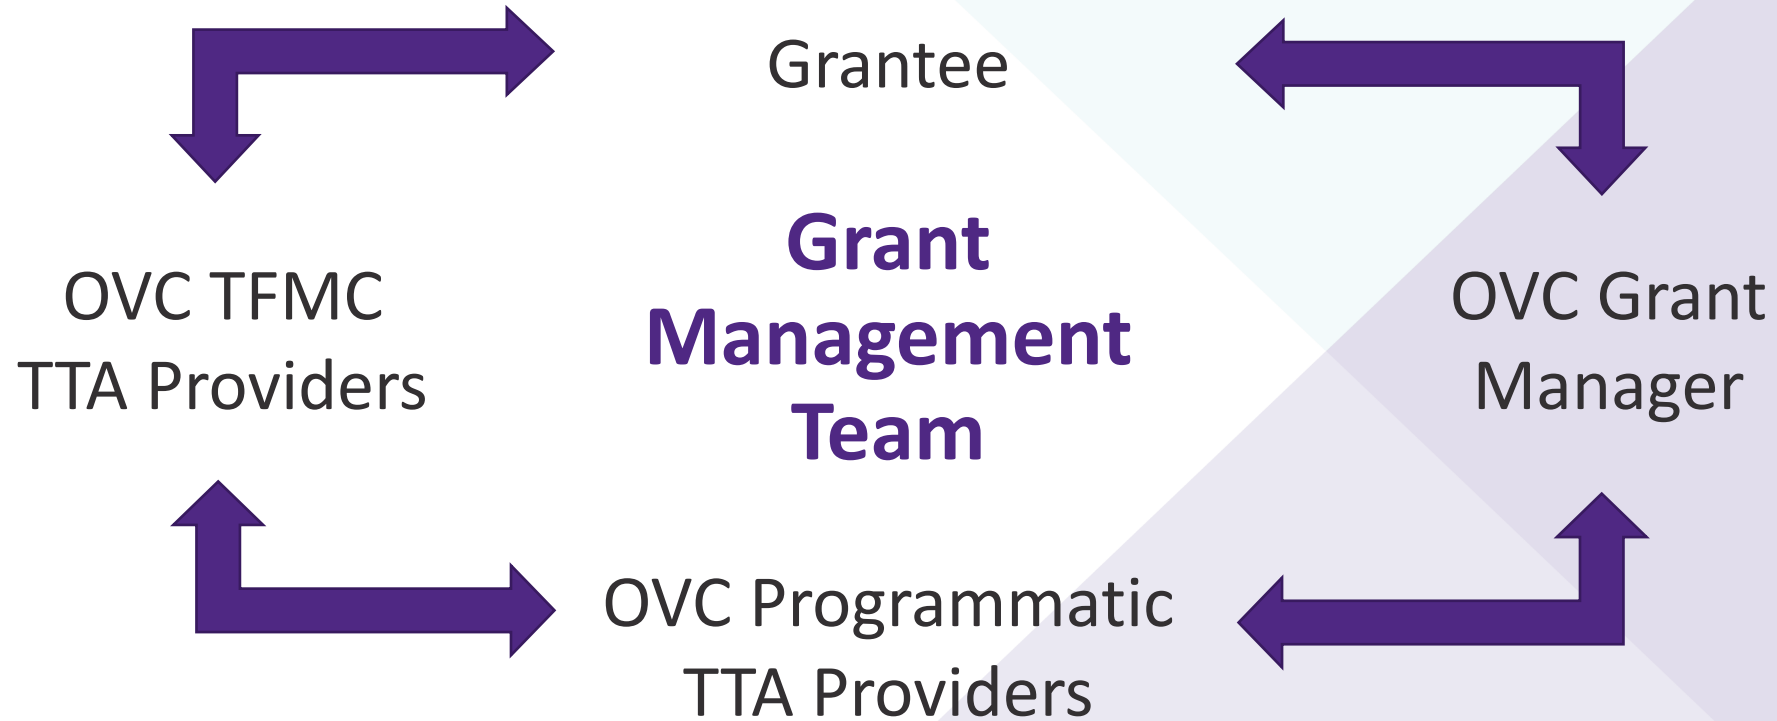 Grantee
OVC TFMC
TTA Providers
Grant
Management
Team
OVC Grant
Manager
OVC Programmatic
TTA Providers